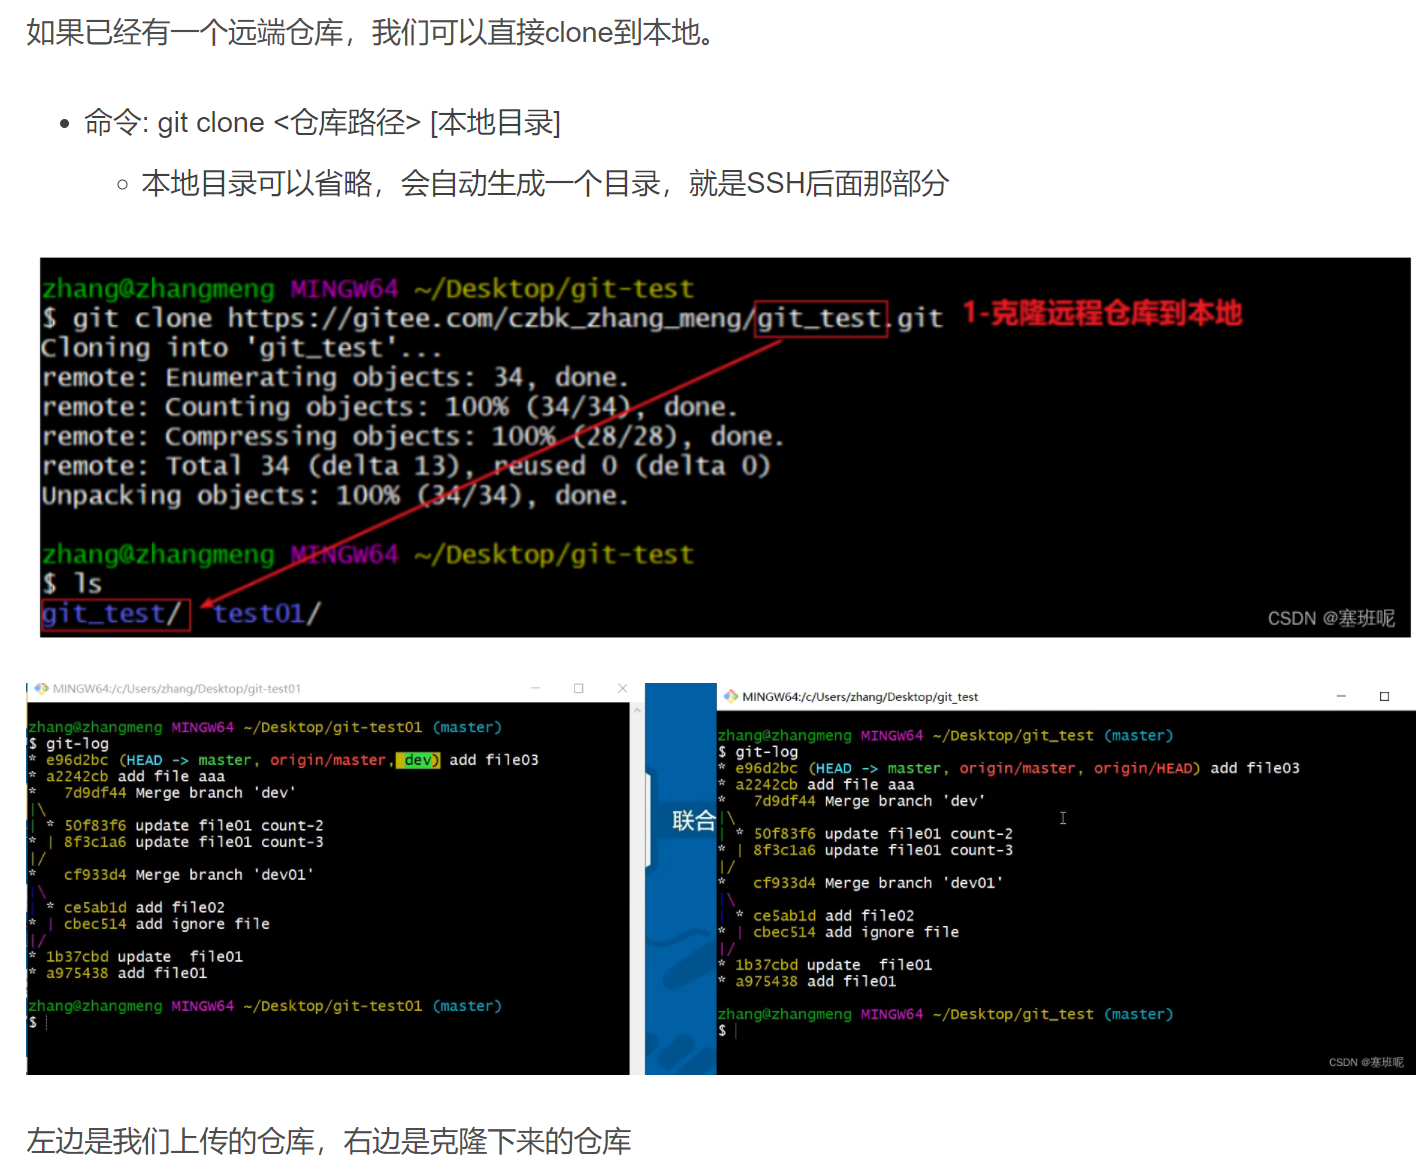 如果已经有一个远端仓库，我们可以直接clone到本地。
命令: git clone <仓库路径> [本地目录]
本地目录可以省略，会自动生成一个目录，就是SSH后面那部分
zhang@zhangmeng MINGW64 ~/Desktop/git-test
$ git clone https://gitee.com/czbk_zhang_meng/git_test.git 1-克隆远程仓库到本地
Cloning into 'git_test'...
remote: Enumerating objects: 34, done.
remote: Counting objects: 100% (34/34), done.
remote: Compressing objects: 100% (28/28), done.
remote: Total 34 (delta 13), reused 0 (delta 0)
Unpacking objects: 100% (34/34), done.
zhang@zhangmeng MINGW64 ~/Desktop/git-test
$ ls
git_test/ test01/
CSDN @塞班呢
MINGW64:/c/Users/zhang/Desktop/git-test01
zhang@zhangmeng MINGW64 ~/Desktop/git-test01 (master)
$ git-log
* e96d2bc (HEAD -> master, origin/master, dev) add file03
* a2242cb add file aaa
*   7d9df44 Merge branch 'dev'
|\
| * 50f83f6 update file01 count-2
* | 8f3c1a6 update file01 count-3
|/
*   cf933d4 Merge branch 'dev01'
|\
| * ce5ab1d add file02
* | cbec514 add ignore file
|/
* 1b37cbd update  file01
* a975438 add file01
zhang@zhangmeng MINGW64 ~/Desktop/git-test01 (master)
$
联合
MINGW64:/c/Users/zhang/Desktop/git_test
zhang@zhangmeng MINGW64 ~/Desktop/git_test (master)
$ git-log
* e96d2bc (HEAD -> master, origin/master, origin/HEAD) add file03
* a2242cb add file aaa
*   7d9df44 Merge branch 'dev'
|\
| * 50f83f6 update file01 count-2
* | 8f3c1a6 update file01 count-3
|/
*   cf933d4 Merge branch 'dev01'
|\
| * ce5ab1d add file02
* | cbec514 add ignore file
|/
* 1b37cbd update  file01
* a975438 add file01
zhang@zhangmeng MINGW64 ~/Desktop/git_test (master)
$
CSDN @塞班呢
左边是我们上传的仓库，右边是克隆下来的仓库